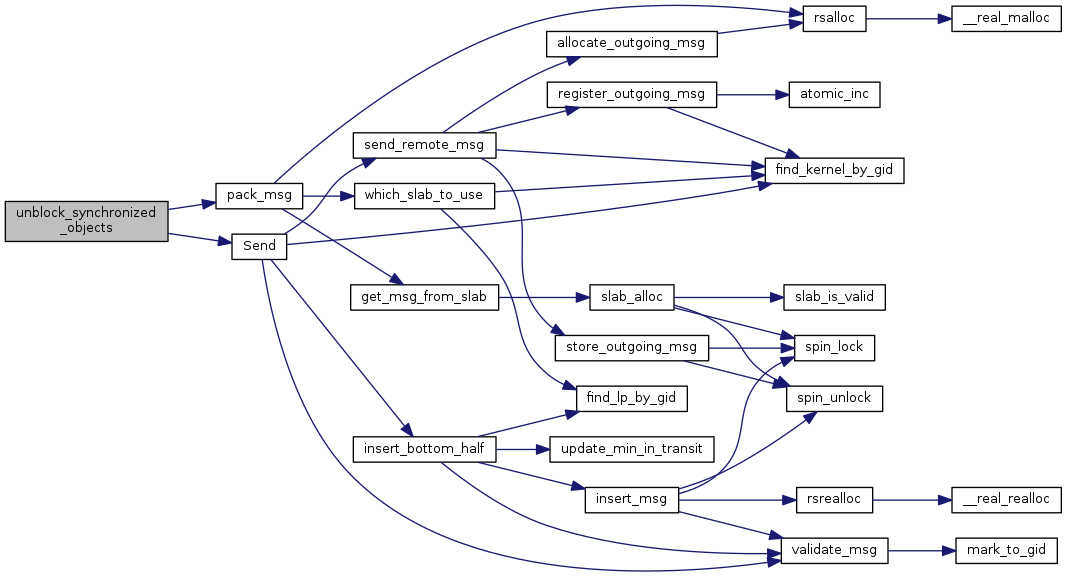 unblock_synchronized
_objects
pack_msg
Send
send_remote_msg
which_slab_to_use
get_msg_from_slab
insert_bottom_half
allocate_outgoing_msg
register_outgoing_msg
slab_alloc
store_outgoing_msg
find_lp_by_gid
update_min_in_transit
insert_msg
rsalloc
atomic_inc
find_kernel_by_gid
slab_is_valid
spin_lock
spin_unlock
rsrealloc
validate_msg
__real_malloc
__real_realloc
mark_to_gid